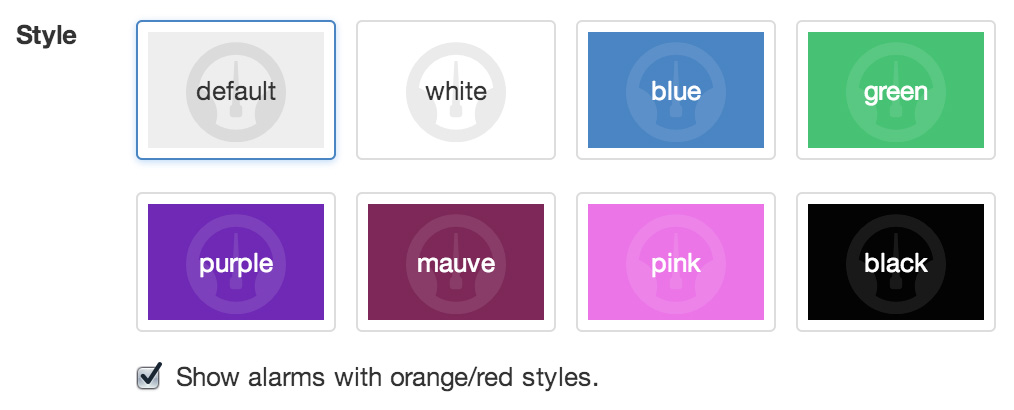 Style
default white blue green
purple mauve pink black
Show alarms with orange/red styles.